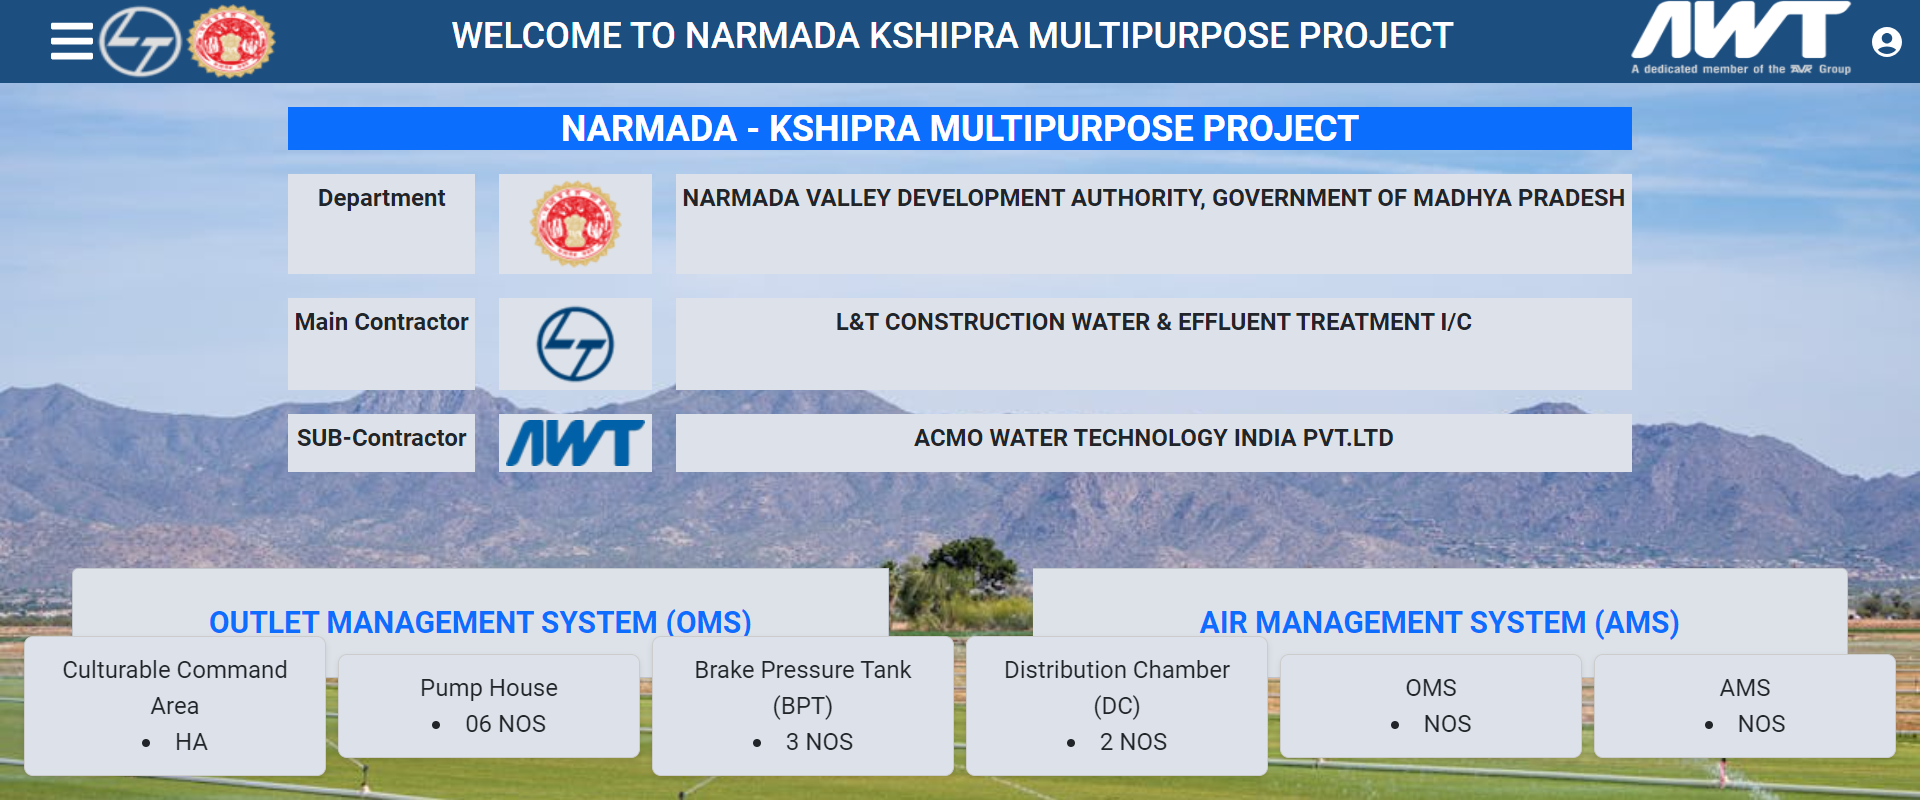 WELCOME TO NARMADA KSHIPRA MULTIPURPOSE PROJECT
AWT
A dedicated member of the AVR Group
NARMADA - KSHIPRA MULTIPURPOSE PROJECT
Department
NARMADA VALLEY DEVELOPMENT AUTHORITY, GOVERNMENT OF MADHYA PRADESH
Main Contractor
LT
L&T CONSTRUCTION WATER & EFFLUENT TREATMENT I/C
SUB-Contractor
AWT
ACMO WATER TECHNOLOGY INDIA PVT.LTD
OUTLET MANAGEMENT SYSTEM (OMS)
AIR MANAGEMENT SYSTEM (AMS)
Culturable Command
Area
• HA
Pump House
• 06 NOS
Brake Pressure Tank
(BPT)
• 3 NOS
Distribution Chamber
(DC)
• 2 NOS
OMS
• NOS
AMS
• NOS